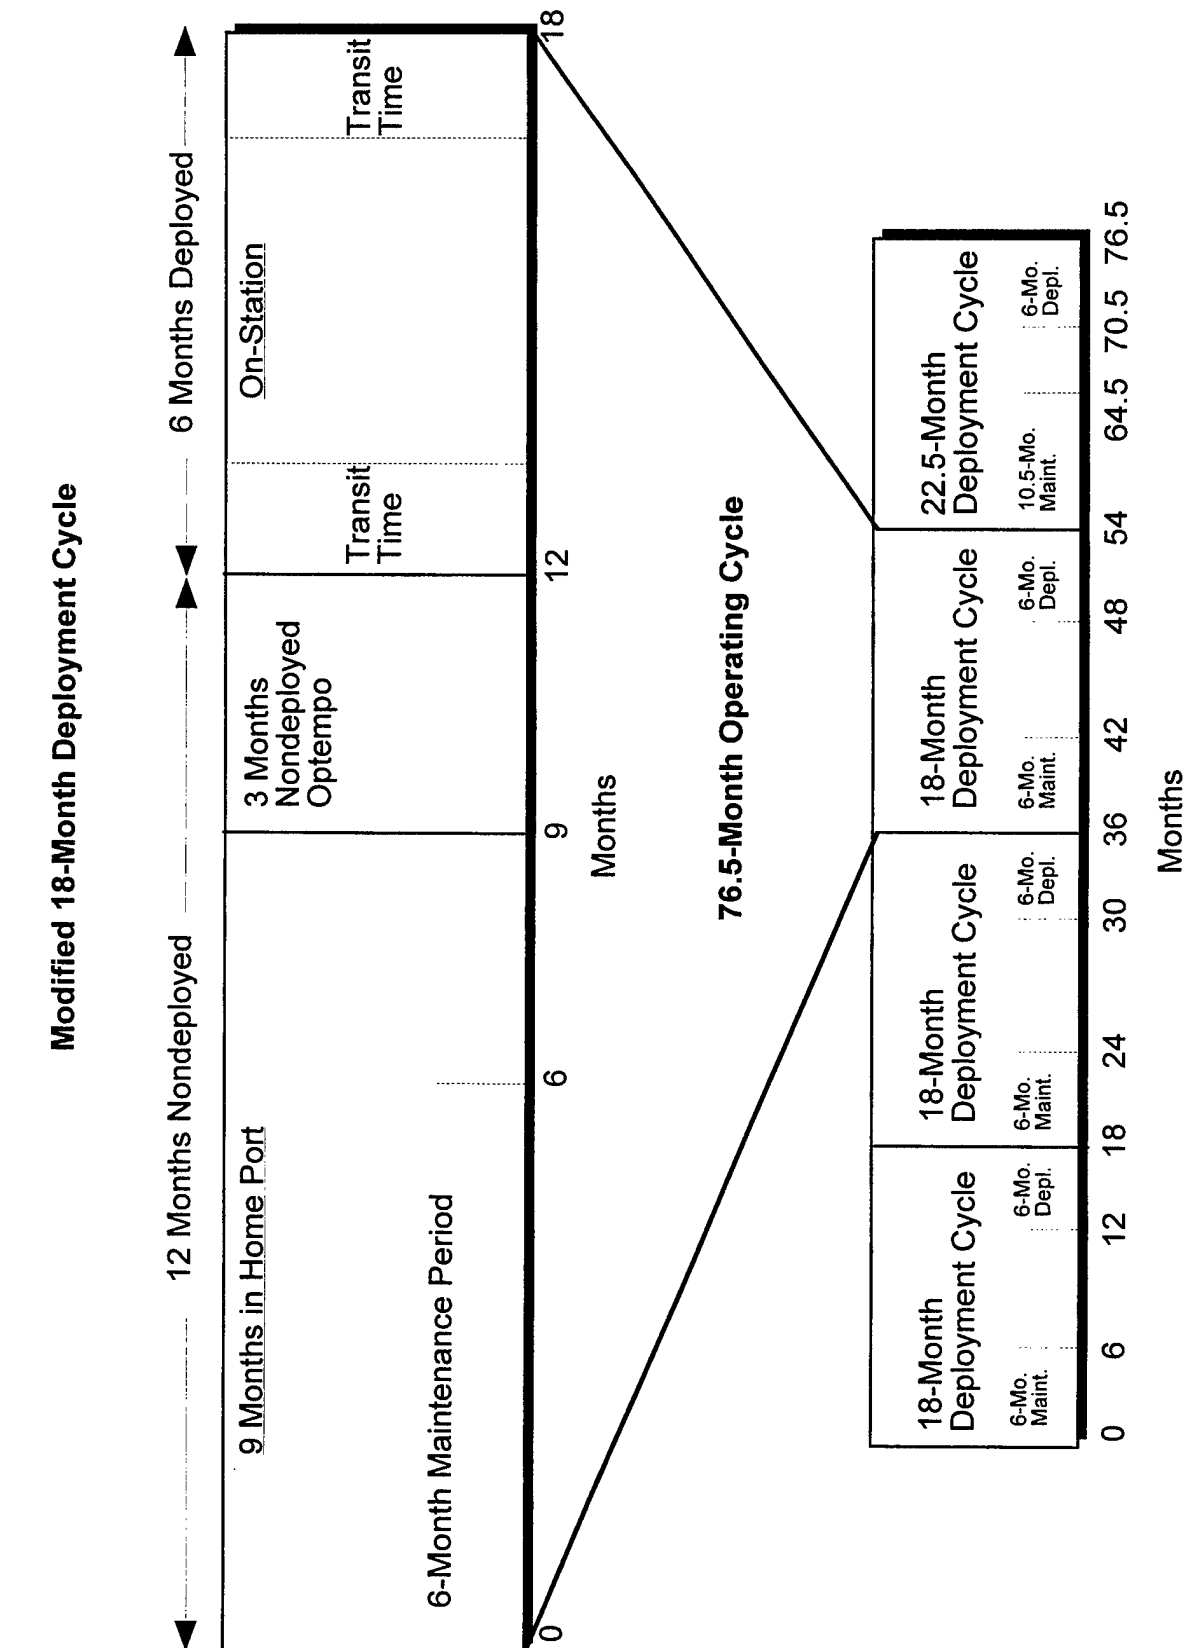 Modified 18-Month Deployment Cycle
12 Months Nondeployed
6 Months Deployed
9 Months in Home Port
3 Months
Nondeployed
Optempo
On-Station
Transit
Time
Transit
Time
6-Month Maintenance Period
0
6
9
12
18
Months
76.5-Month Operating Cycle
18-Month
Deployment Cycle
18-Month
Deployment Cycle
18-Month
Deployment Cycle
22.5-Month
Deployment Cycle
6-Mo.
Maint.
6-Mo.
Depl.
6-Mo.
Maint.
6-Mo.
Depl.
6-Mo.
Maint.
6-Mo.
Depl.
10.5-Mo.
Maint.
6-Mo.
Depl.
0
6
12
18
24
30
36
42
48
54
64.5
70.5
76.5
Months